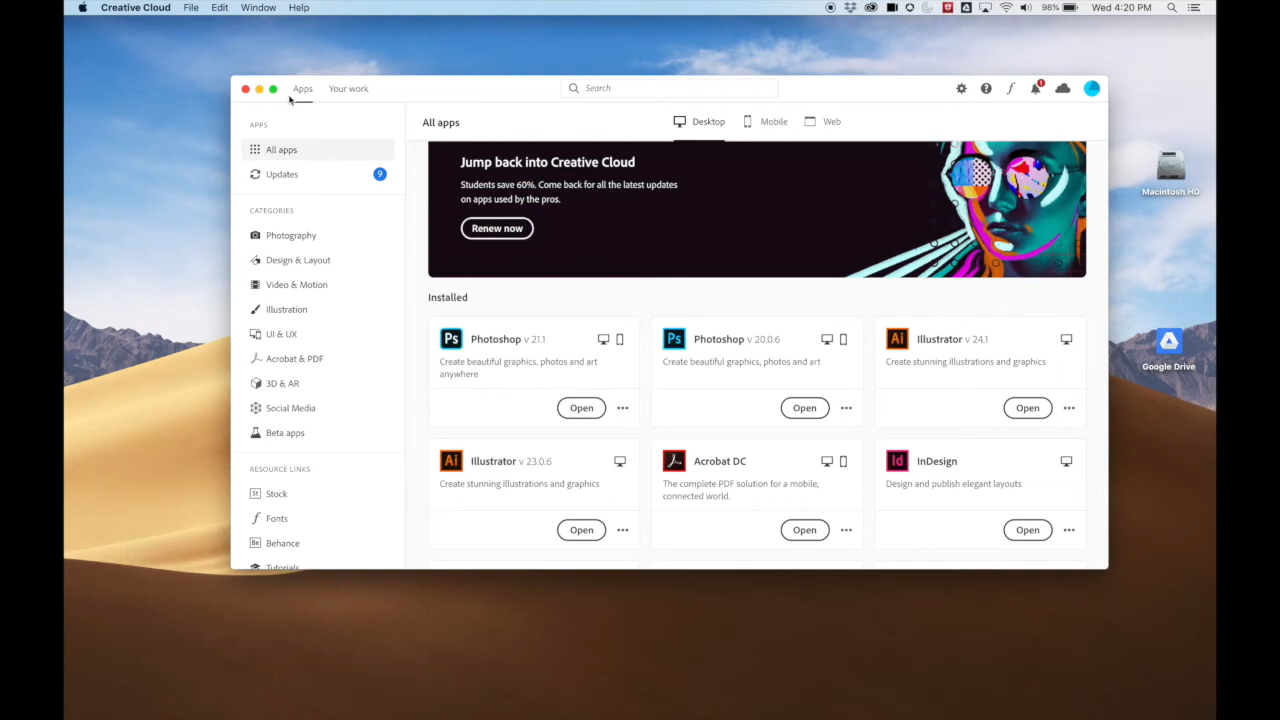 Creative Cloud File Edit Window Help
98% Wed 4:20 PM
Apps Your work
Search
1
APPS
All apps
Updates 9
CATEGORIES
Photography
Design & Layout
Video & Motion
Illustration
UI & UX
Acrobat & PDF
3D & AR
Social Media
Beta apps
RESOURCE LINKS
St Stock
Fonts
Be Behance
Tutorials
All apps
Desktop Mobile Web
Jump back into Creative Cloud
Students save 60%. Come back for all the latest updates
on apps used by the pros.
Renew now
Installed
Ps Photoshop v 21.1
Create beautiful graphics, photos and art
anywhere
Open
Ps Photoshop v 20.0.6
Create beautiful graphics, photos and art
Open
Ai Illustrator v 24.1
Create stunning illustrations and graphics
Open
Ai Illustrator v 23.0.6
Create stunning illustrations and graphics
Open
Acrobat DC
The complete PDF solution for a mobile,
connected world.
Open
Id InDesign
Design and publish elegant layouts
Open
Macintosh HD
Google Drive